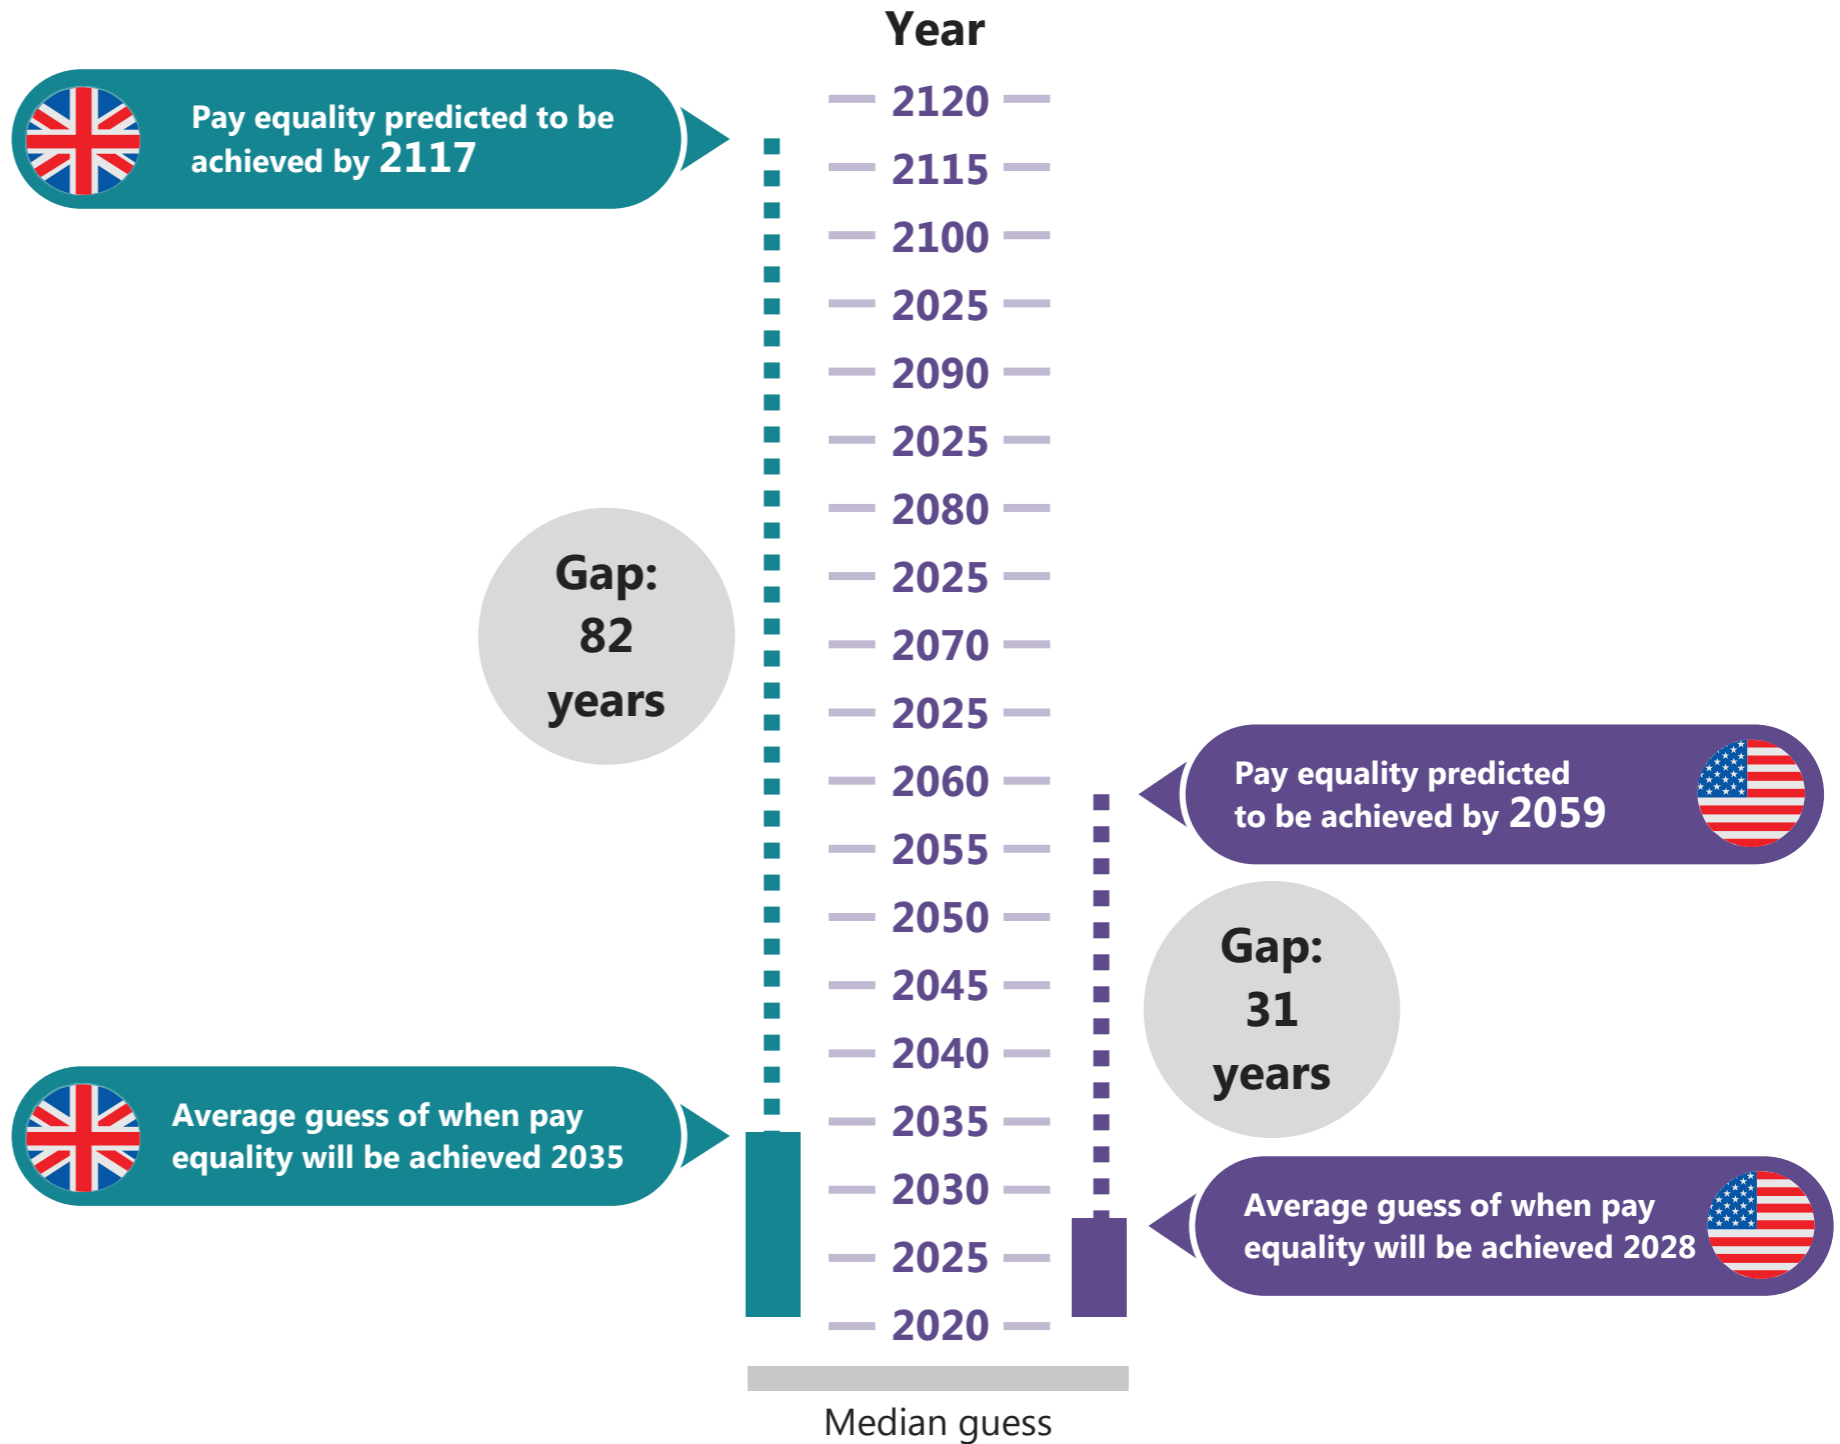 Year
Pay equality predicted to be
achieved by 2117
2120
2115
2100
2025
2090
2025
2080
2025
2070
2025
2060
2055
2050
2045
2040
2035
2030
2025
2020
Gap:
82
years
Pay equality predicted
to be achieved by 2059
Gap:
31
years
Average guess of when pay
equality will be achieved 2035
Average guess of when pay
equality will be achieved 2028
Median guess